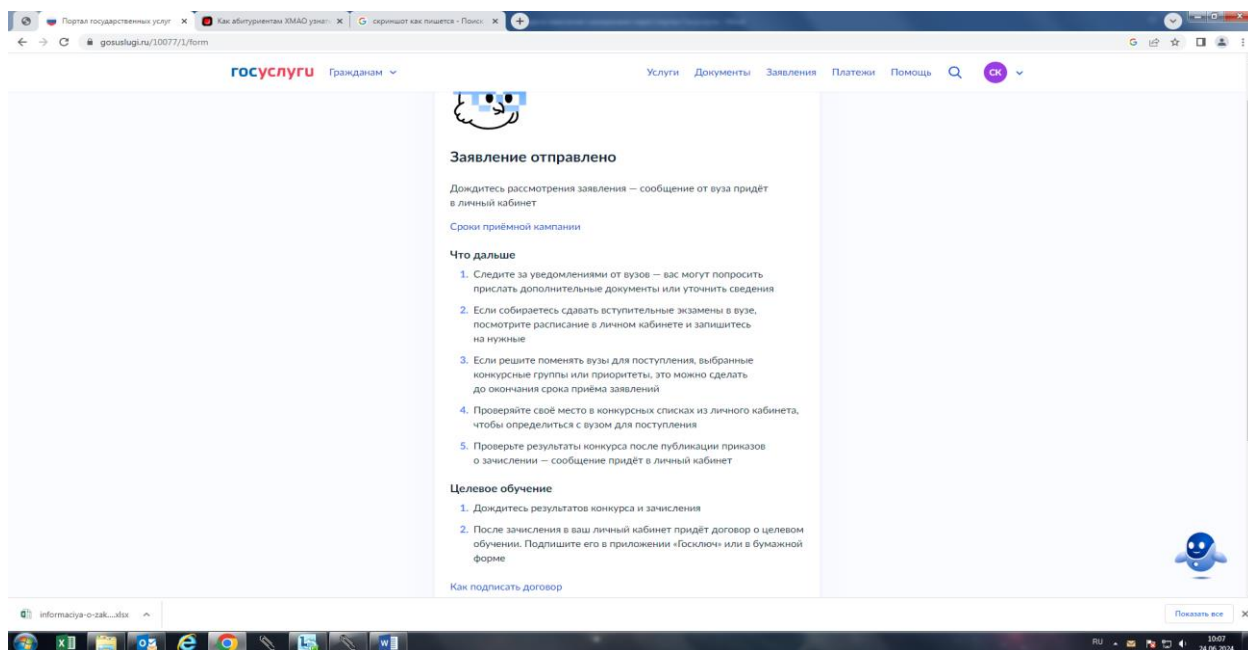 Портал государственных услуг
Как абитуриентам ХМАО узнат
скриншот как пишется - Поиск
gosuslugi.ru/10077/1/form
госуслуги Гражданам Услуги Документы Заявления Платежи Помощь СК
Заявление отправлено
Дождитесь рассмотрения заявления — сообщение от вуза придёт
в личный кабинет
Сроки приёмной кампании
Что дальше
1. Следите за уведомлениями от вузов — вас могут попросить
прислать дополнительные документы или уточнить сведения
2. Если собираетесь сдавать вступительные экзамены в вузе,
посмотрите расписание в личном кабинете и запишитесь
на нужные
3. Если решите поменять вузы для поступления, выбранные
конкурсные группы или приоритеты, это можно сделать
до окончания срока приёма заявлений
4. Проверяйте своё место в конкурсных списках из личного кабинета,
чтобы определиться с вузом для поступления
5. Проверьте результаты конкурса после публикации приказов
о зачислении — сообщение придёт в личный кабинет
Целевое обучение
1. Дождитесь результатов конкурса и зачисления
2. После зачисления в ваш личный кабинет придёт договор о целевом
обучении. Подпишите его в приложении «Госключ» или в бумажной
форме
Как подписать договор
informaciya-o-zak....xlsx
Показать все
RU
10:07
24.06.2024